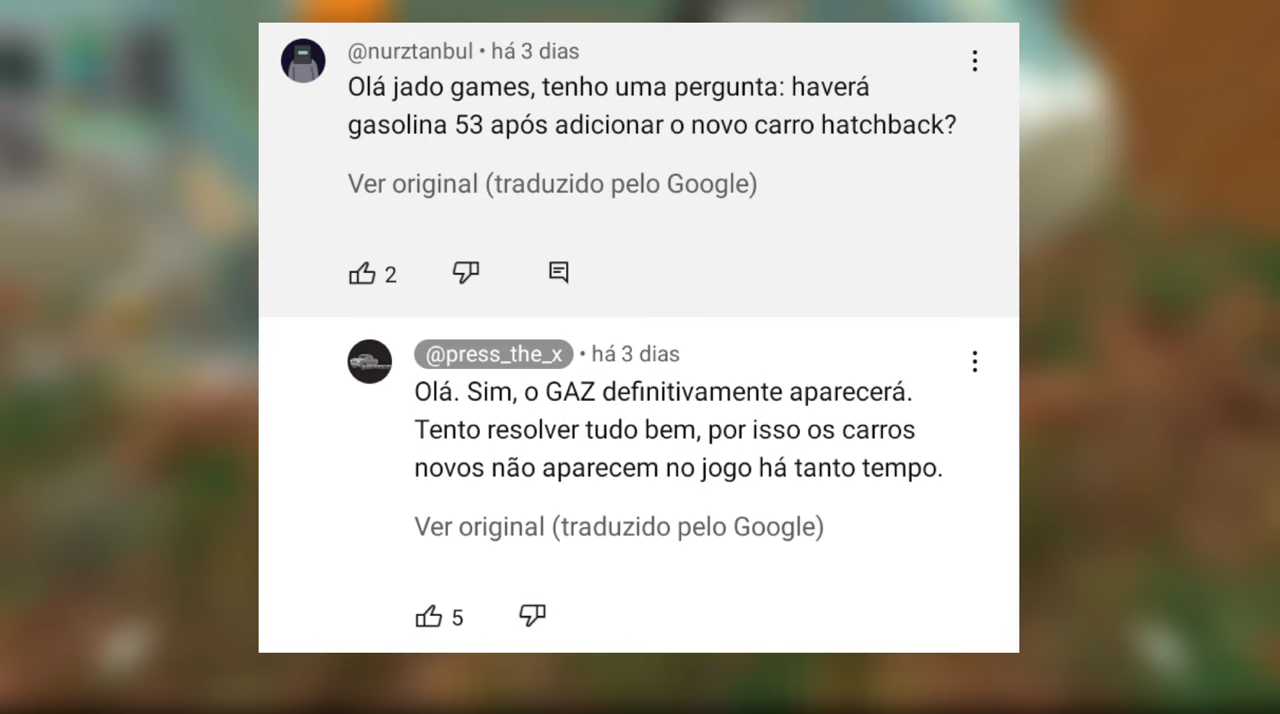 @nurztanbul • há 3 dias
Olá jado games, tenho uma pergunta: haverá
gasolina 53 após adicionar o novo carro hatchback?
Ver original (traduzido pelo Google)
2
@press_the_x • há 3 dias
Olá. Sim, o GAZ definitivamente aparecerá.
Tento resolver tudo bem, por isso os carros
novos não aparecem no jogo há tanto tempo.
Ver original (traduzido pelo Google)
5